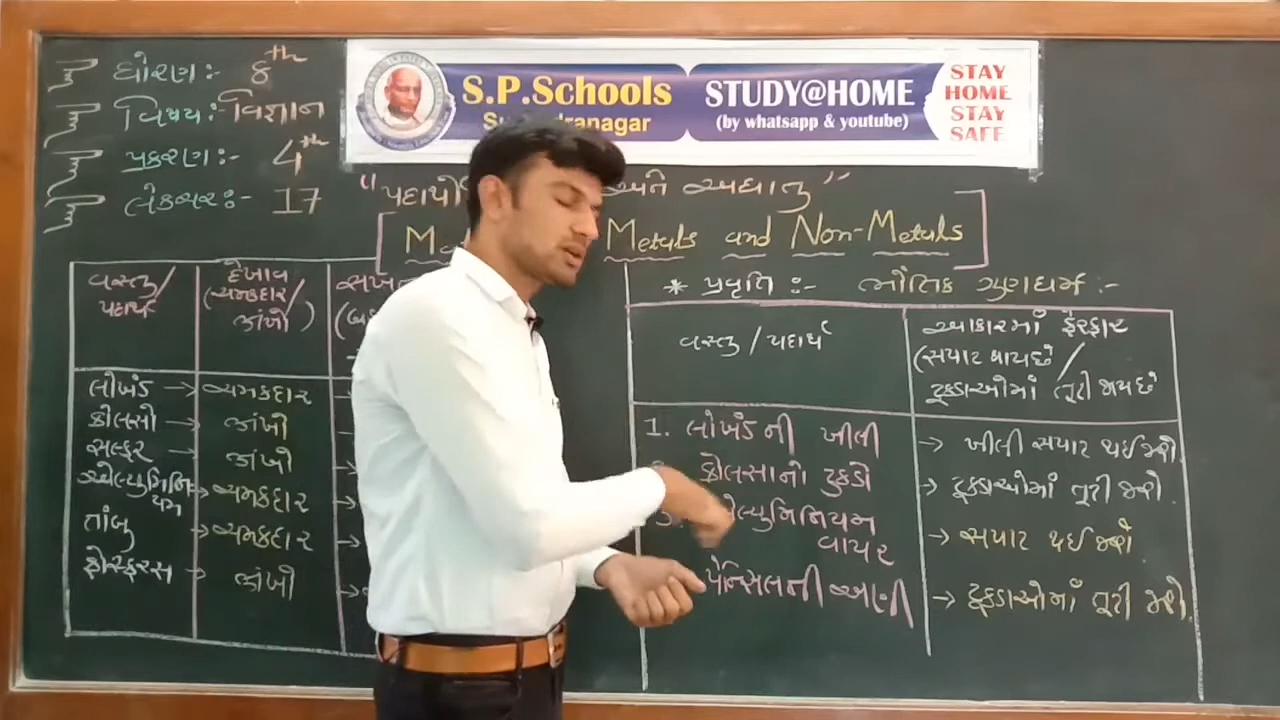 ધોરણ:- 8th
વિષય:- વિજ્ઞાન
પ્રકરણ:- 4th
લેક્ચર:- 17
S.P.Schools
STUDY@HOME
(by whatsapp & youtube)
STAY
HOME
STAY
SAFE
અને અધાતુ"
Metals and Non-Metals
વસ્તુ/
પદાર્થ
દેખાવ
(ચમકદાર/
ઝાંખો)
લોખંડ → ચમકદાર
કોલસો → ઝાંખો
સલ્ફર → ઝાંખો
એલ્યુમિનિ
યમ → ચમકદાર
તાંબુ → ચમકદાર
ફોસ્ફરસ → ઝાંખો
* પ્રવૃતિ :- ભૌતિક ગુણધર્મ :-
વસ્તુ / પદાર્થ
આકારમાં ફેરફાર
(સપાટ થાય છે /
ટૂકડાઓમાં તૂટી જાય છે
1. લોખંડની ખીલી → ખીલી સપાટ થઈ જશે.
કોલસાનો ટુકડો → ટૂકડાઓમાં તૂટી જશે.
વાયર → સપાટ થઈ જશે.
પેન્સિલની અણી → ટૂકડાઓમાં તૂટી જશે.